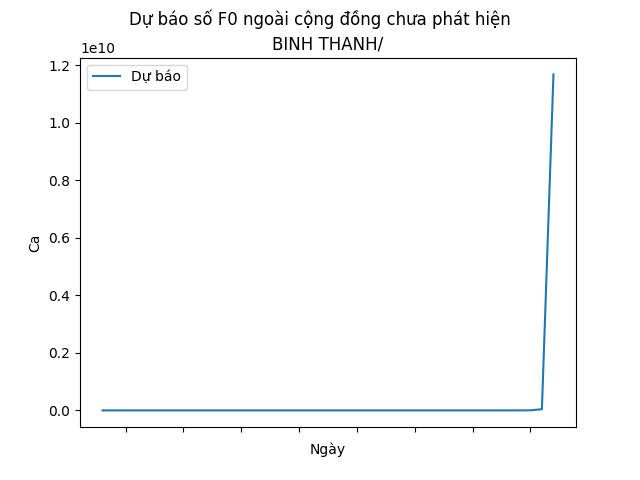 Dự báo số F0 ngoài cộng đồng chưa phát hiện
BINH THANH/
1e10
Dự báo
1.2
1.0
0.8
0.6
0.4
0.2
0.0
Ca
Ngày